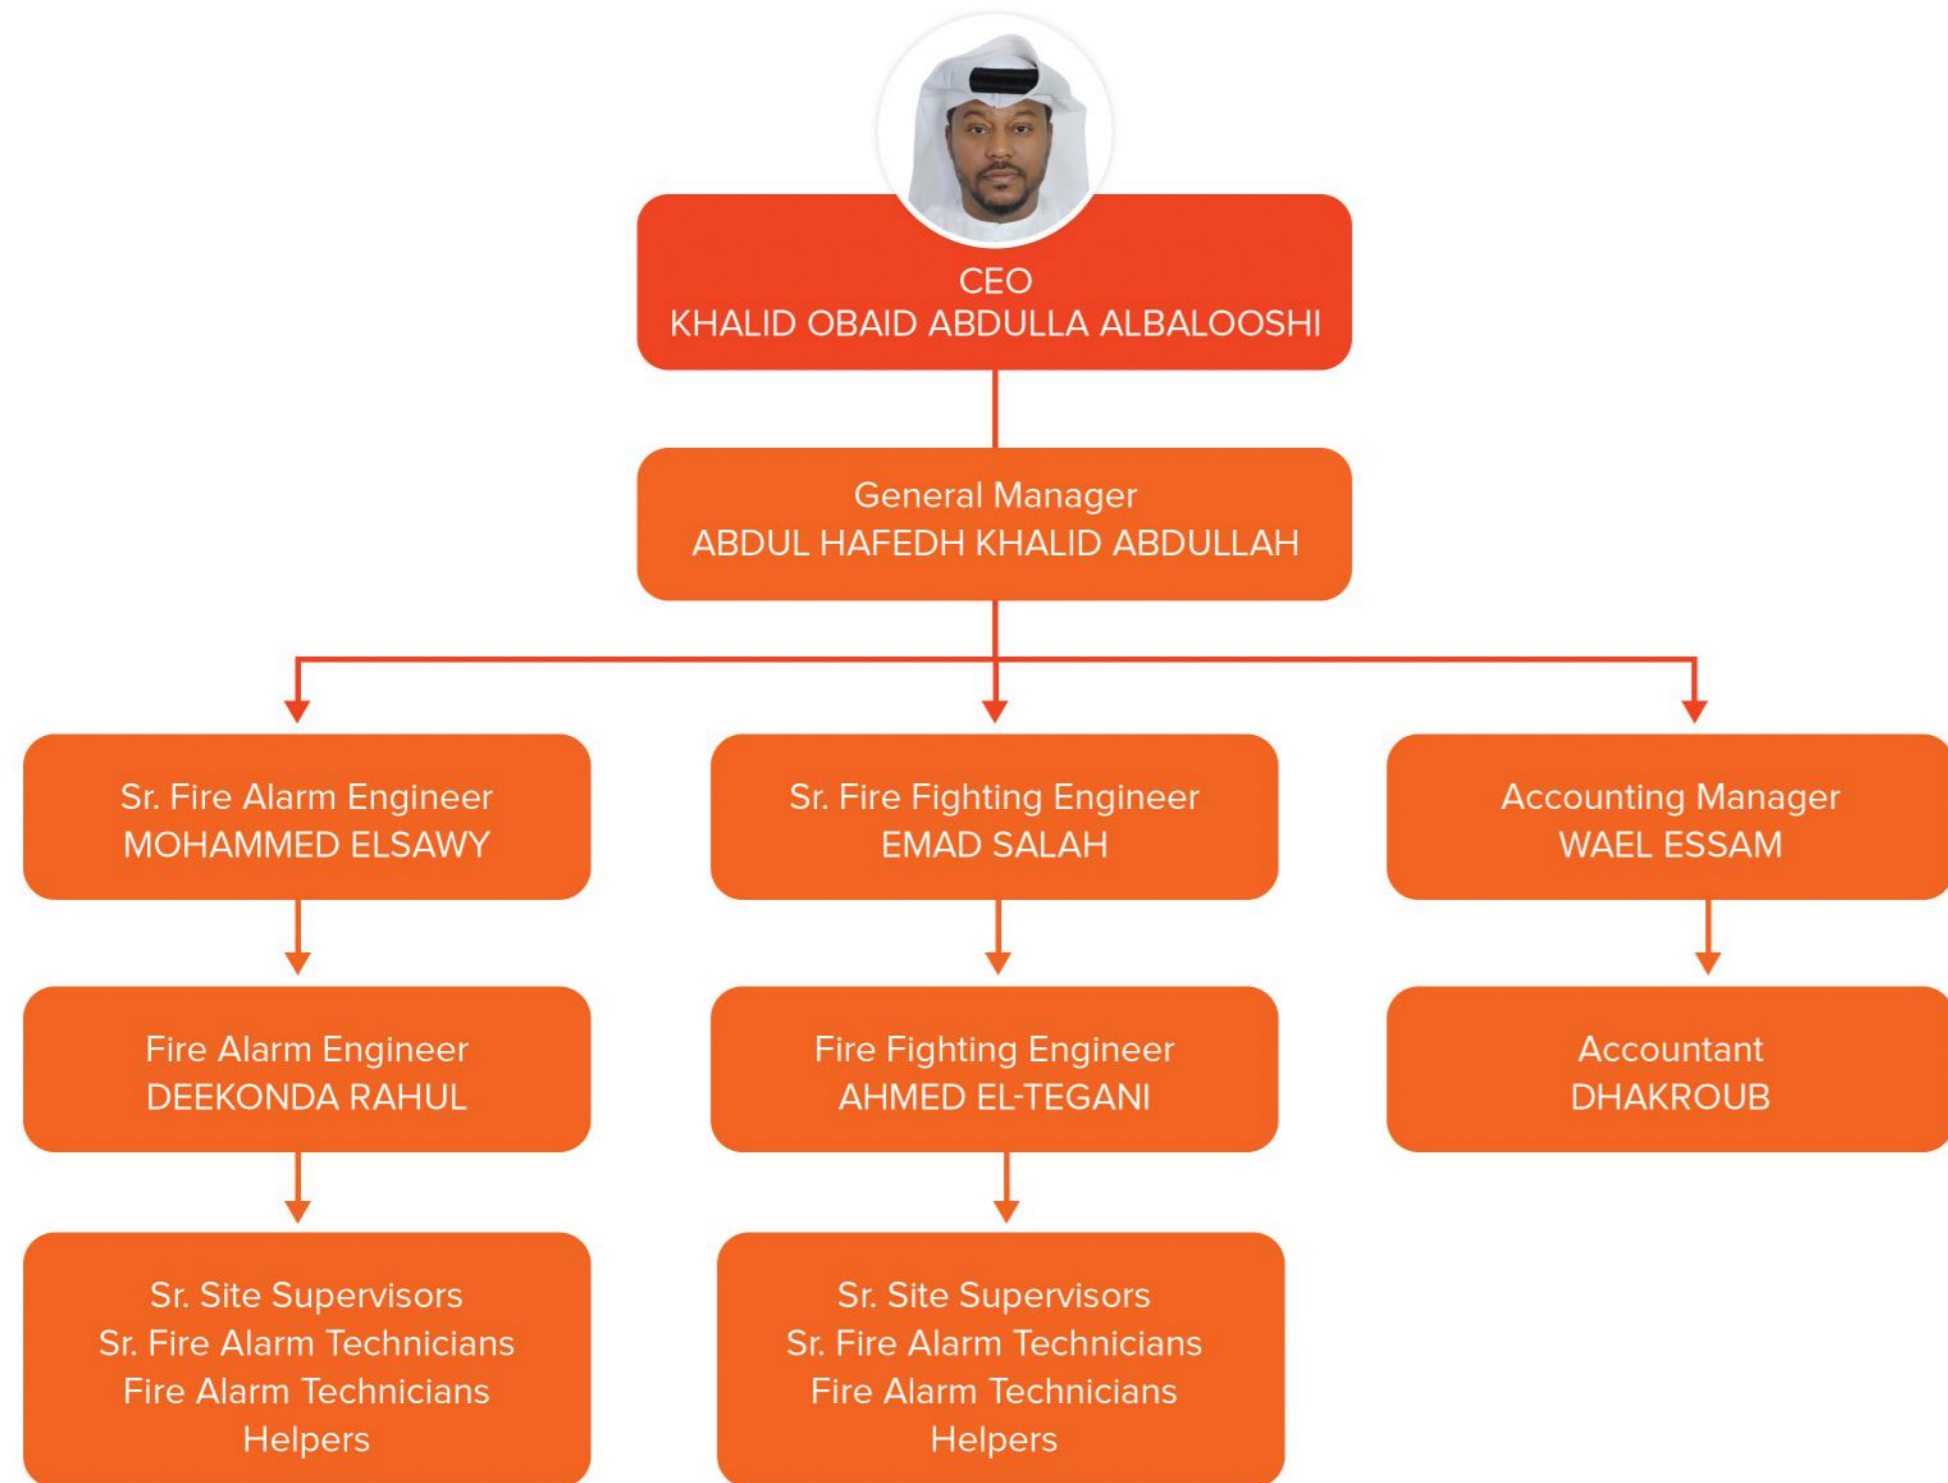 CEO
KHALID OBAID ABDULLA ALBALOOSHI
General Manager
ABDUL HAFEDH KHALID ABDULLAH
Sr. Fire Alarm Engineer
MOHAMMED ELSAWY
Sr. Fire Fighting Engineer
EMAD SALAH
Accounting Manager
WAEL ESSAM
Fire Alarm Engineer
DEEKONDA RAHUL
Fire Fighting Engineer
AHMED EL-TEGANI
Accountant
DHAKROUB
Sr. Site Supervisors
Sr. Fire Alarm Technicians
Fire Alarm Technicians
Helpers
Sr. Site Supervisors
Sr. Fire Alarm Technicians
Fire Alarm Technicians
Helpers